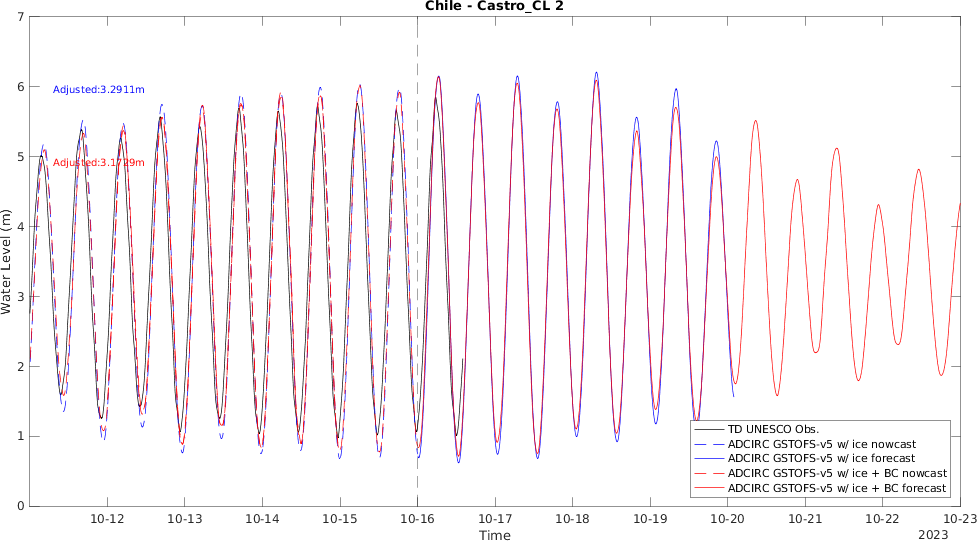 Chile - Castro_CL 2
Water Level (m)
7
6
5
4
3
2
1
0
Adjusted:3.2911m
Adjusted:3.1729m
TD UNESCO Obs.
ADCIRC GSTOFS-v5 w/ ice nowcast
ADCIRC GSTOFS-v5 w/ ice forecast
ADCIRC GSTOFS-v5 w/ ice + BC nowcast
ADCIRC GSTOFS-v5 w/ ice + BC forecast
10-12 10-13 10-14 10-15 10-16 10-17 10-18 10-19 10-20 10-21 10-22 10-23
Time
2023